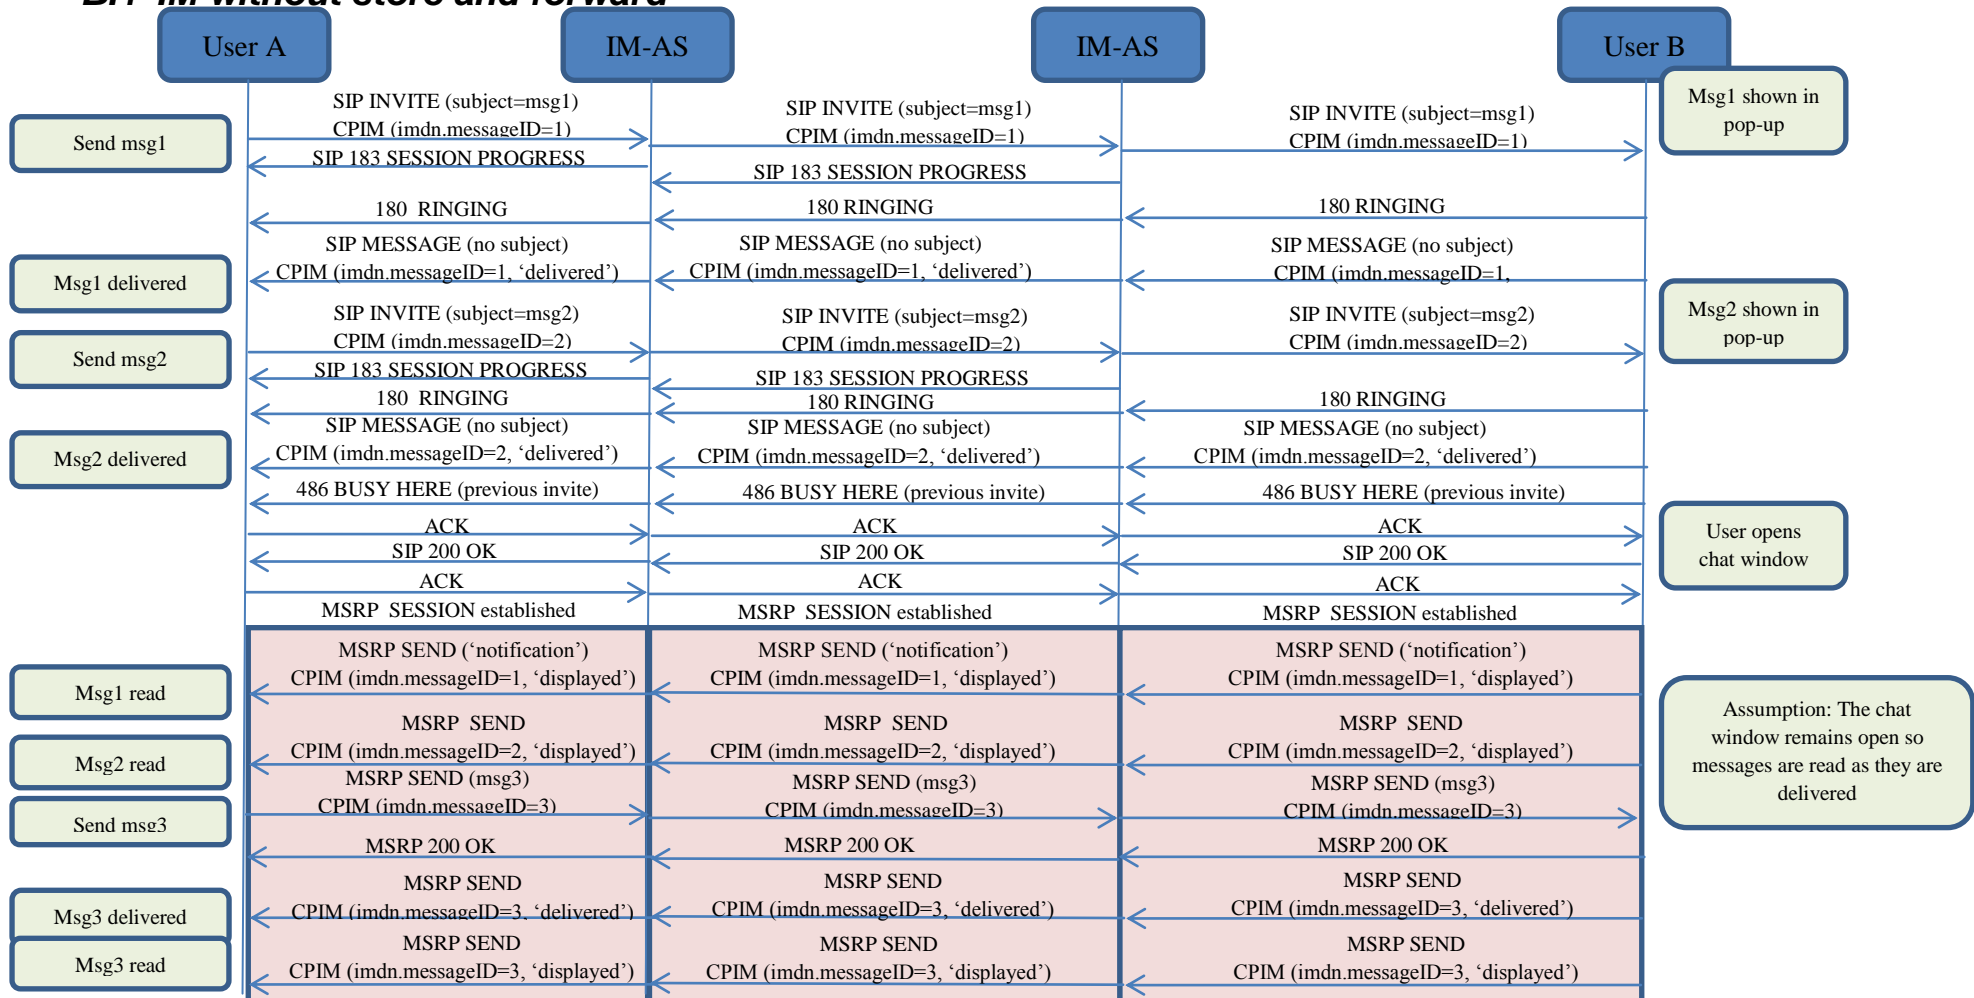 B.1 IM without store and forward
User A
IM-AS
IM-AS
User B
SIP INVITE (subject=msg1)
CPIM (imdn.messageID=1)
SIP INVITE (subject=msg1)
CPIM (imdn.messageID=1)
SIP INVITE (subject=msg1)
CPIM (imdn.messageID=1)
Msg1 shown in
pop-up
Send msg1
SIP 183 SESSION PROGRESS
SIP 183 SESSION PROGRESS
180 RINGING
180 RINGING
180 RINGING
SIP MESSAGE (no subject)
CPIM (imdn.messageID=1, ‘delivered’)
SIP MESSAGE (no subject)
CPIM (imdn.messageID=1, ‘delivered’)
SIP MESSAGE (no subject)
CPIM (imdn.messageID=1,
Msg1 delivered
SIP INVITE (subject=msg2)
CPIM (imdn.messageID=2)
SIP INVITE (subject=msg2)
CPIM (imdn.messageID=2)
SIP INVITE (subject=msg2)
CPIM (imdn.messageID=2)
Msg2 shown in
pop-up
Send msg2
SIP 183 SESSION PROGRESS
SIP 183 SESSION PROGRESS
180 RINGING
180 RINGING
180 RINGING
SIP MESSAGE (no subject)
CPIM (imdn.messageID=2, ‘delivered’)
SIP MESSAGE (no subject)
CPIM (imdn.messageID=2, ‘delivered’)
SIP MESSAGE (no subject)
CPIM (imdn.messageID=2, ‘delivered’)
Msg2 delivered
486 BUSY HERE (previous invite)
486 BUSY HERE (previous invite)
486 BUSY HERE (previous invite)
ACK
ACK
ACK
User opens
chat window
SIP 200 OK
SIP 200 OK
SIP 200 OK
ACK
ACK
ACK
MSRP SESSION established
MSRP SESSION established
MSRP SESSION established
MSRP SEND (‘notification’)
CPIM (imdn.messageID=1, ‘displayed’)
MSRP SEND (‘notification’)
CPIM (imdn.messageID=1, ‘displayed’)
MSRP SEND (‘notification’)
CPIM (imdn.messageID=1, ‘displayed’)
Msg1 read
MSRP SEND
CPIM (imdn.messageID=2, ‘displayed’)
MSRP SEND
CPIM (imdn.messageID=2, ‘displayed’)
MSRP SEND
CPIM (imdn.messageID=2, ‘displayed’)
Msg2 read
Assumption: The chat
window remains open so
messages are read as they are
delivered
MSRP SEND (msg3)
CPIM (imdn.messageID=3)
MSRP SEND (msg3)
CPIM (imdn.messageID=3)
MSRP SEND (msg3)
CPIM (imdn.messageID=3)
Send msg3
MSRP 200 OK
MSRP 200 OK
MSRP 200 OK
MSRP SEND
CPIM (imdn.messageID=3, ‘delivered’)
MSRP SEND
CPIM (imdn.messageID=3, ‘delivered’)
MSRP SEND
CPIM (imdn.messageID=3, ‘delivered’)
Msg3 delivered
MSRP SEND
CPIM (imdn.messageID=3, ‘displayed’)
MSRP SEND
CPIM (imdn.messageID=3, ‘displayed’)
MSRP SEND
CPIM (imdn.messageID=3, ‘displayed’)
Msg3 read